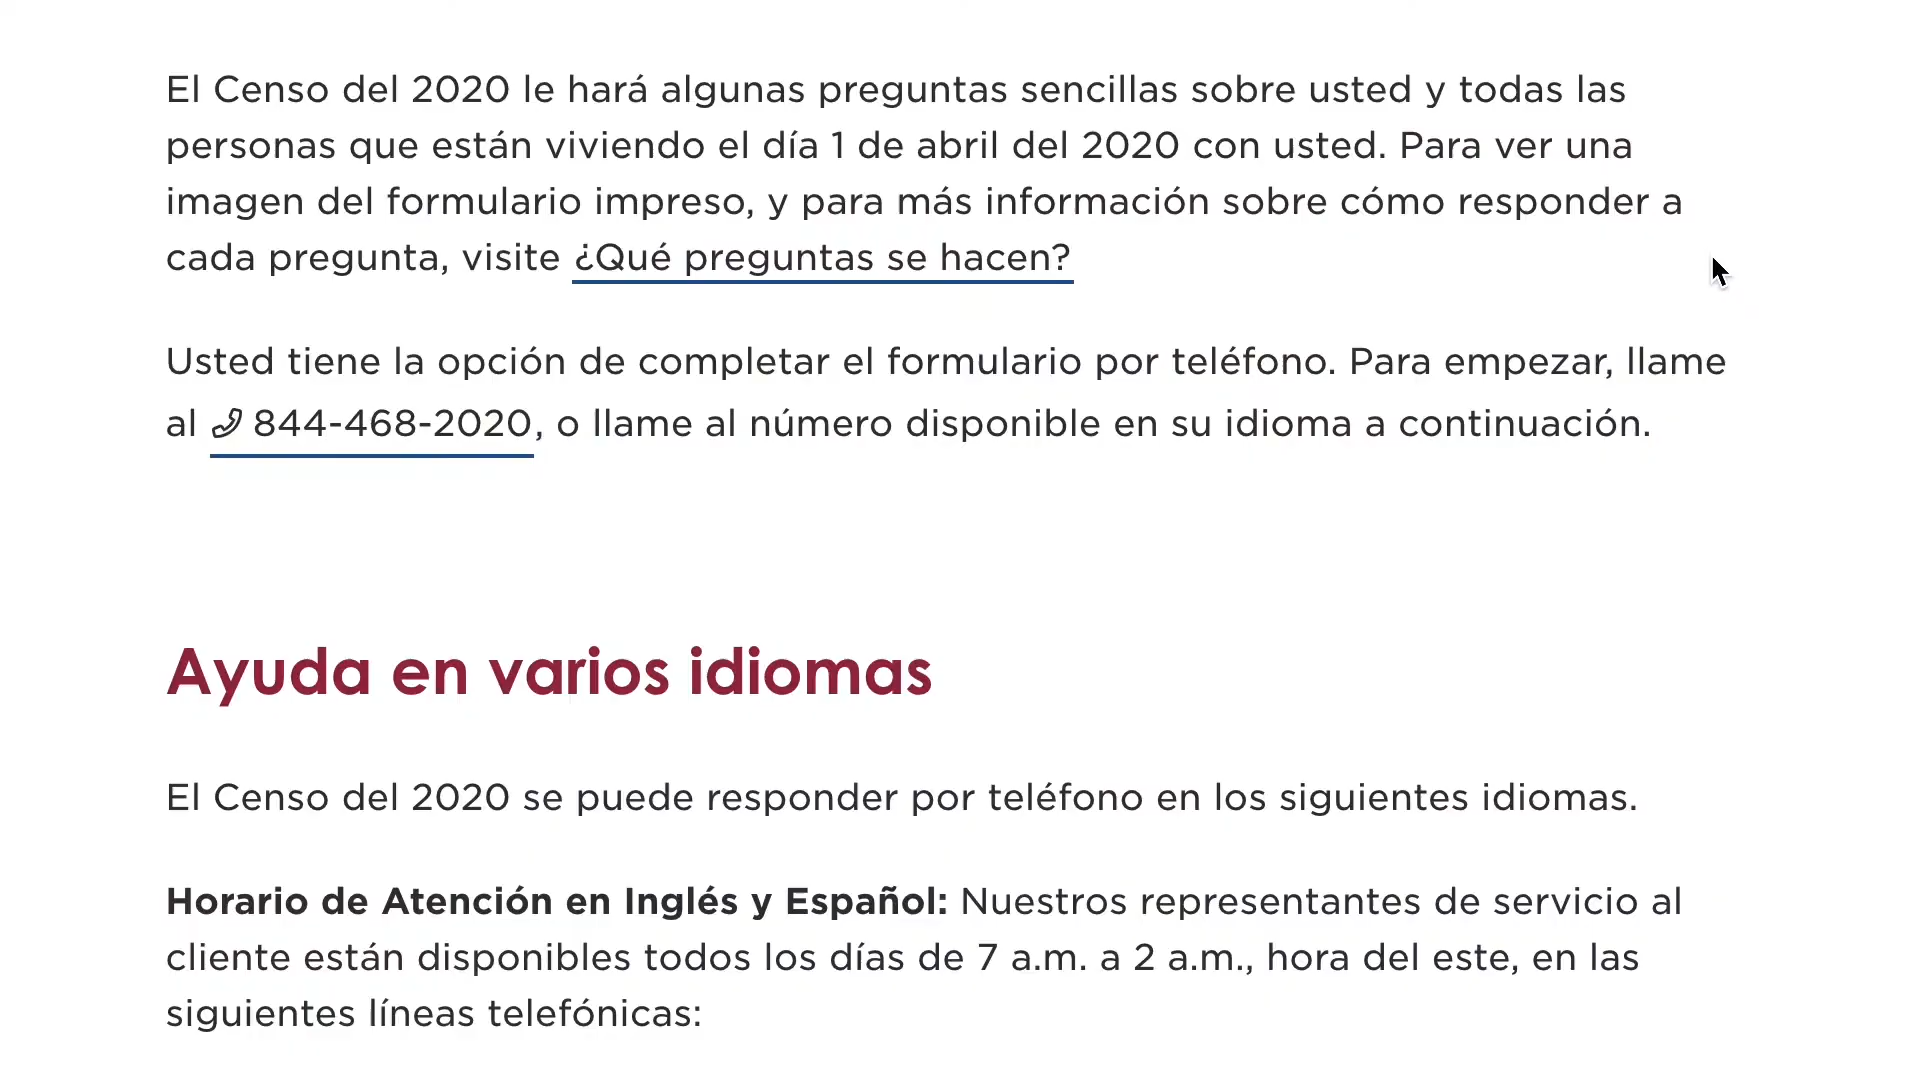 El Censo del 2020 le hará algunas preguntas sencillas sobre usted y todas las
personas que están viviendo el día 1 de abril del 2020 con usted. Para ver una
imagen del formulario impreso, y para más información sobre cómo responder a
cada pregunta, visite ¿Qué preguntas se hacen?
Usted tiene la opción de completar el formulario por teléfono. Para empezar, llame
al 844-468-2020, o llame al número disponible en su idioma a continuación.
Ayuda en varios idiomas
El Censo del 2020 se puede responder por teléfono en los siguientes idiomas.
Horario de Atención en Inglés y Español: Nuestros representantes de servicio al
cliente están disponibles todos los días de 7 a.m. a 2 a.m., hora del este, en las
siguientes líneas telefónicas: